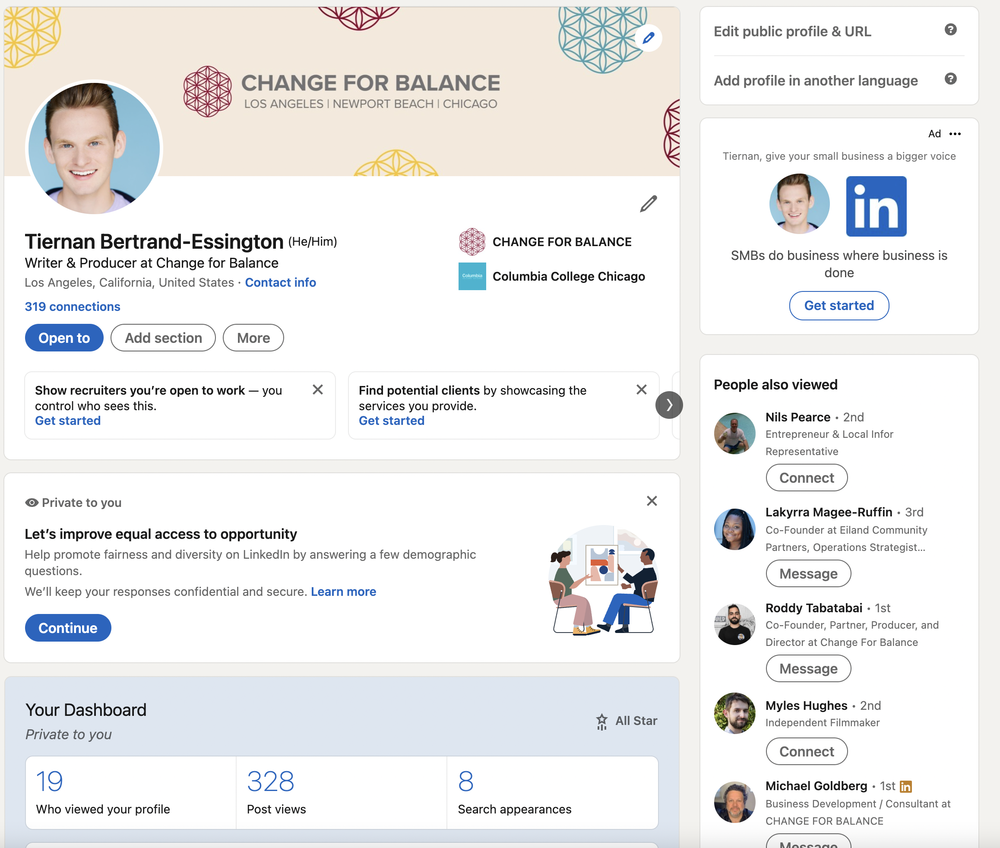 CHANGE FOR BALANCE
LOS ANGELES | NEWPORT BEACH | CHICAGO
Tiernan Bertrand-Essington (He/Him)
Writer & Producer at Change for Balance
Los Angeles, California, United States · Contact info
319 connections
Open to
Add section
More
CHANGE FOR BALANCE
Columbia
Columbia College Chicago
Show recruiters you’re open to work — you
control who sees this.
Get started
Find potential clients by showcasing the
services you provide.
Get started
Private to you
Let’s improve equal access to opportunity
Help promote fairness and diversity on LinkedIn by answering a few demographic
questions.
We’ll keep your responses confidential and secure. Learn more
Continue
Your Dashboard
Private to you
All Star
19
Who viewed your profile
328
Post views
8
Search appearances
Edit public profile & URL
Add profile in another language
Ad
Tiernan, give your small business a bigger voice
in
SMBs do business where business is
done
Get started
People also viewed
Nils Pearce • 2nd
Entrepreneur & Local Infor
Representative
Connect
Lakyrra Magee-Ruffin • 3rd
Co-Founder at Eiland Community
Partners, Operations Strategist...
Message
Roddy Tabatabai • 1st
Co-Founder, Partner, Producer, and
Director at Change For Balance
Message
Myles Hughes • 2nd
Independent Filmmaker
Connect
Michael Goldberg • 1st in
Business Development / Consultant at
CHANGE FOR BALANCE
Message